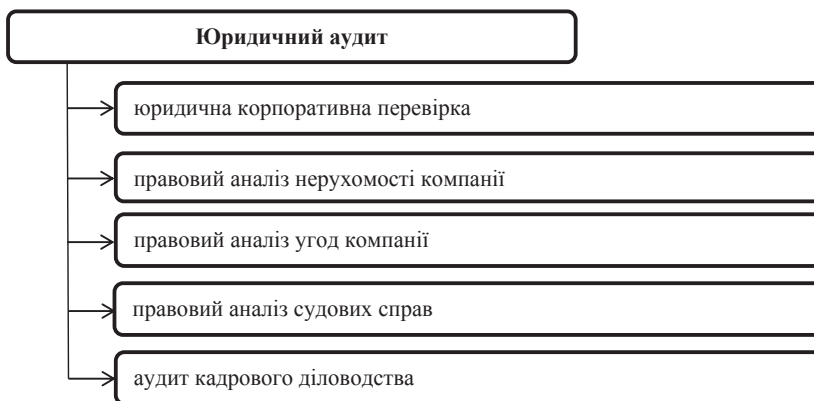 Юридичний аудит
юридична корпоративна перевірка
правовий аналіз нерухомості компанії
правовий аналіз угод компанії
правовий аналіз судових справ
аудит кадрового діловодства